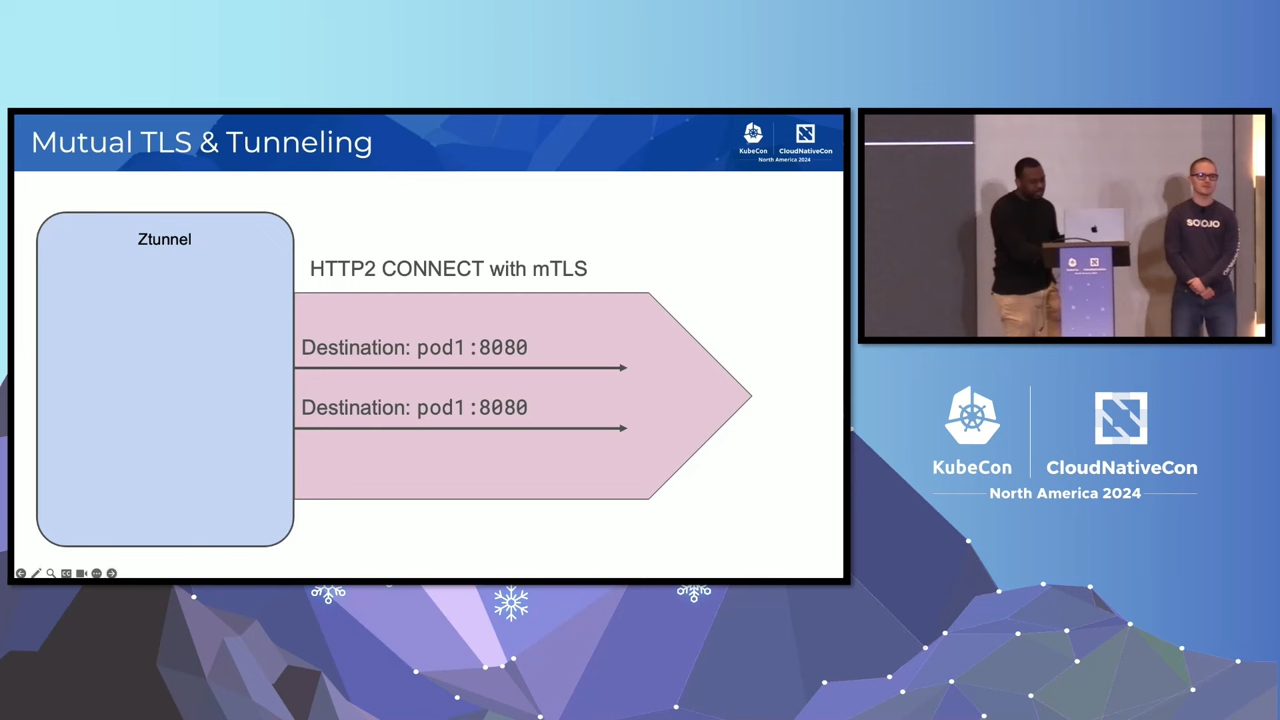 Mutual TLS & Tunneling
KubeCon
CloudNativeCon
North America 2024
Ztunnel
HTTP2 CONNECT with mTLS
Destination: pod1:8080
Destination: pod1:8080
SOLO.IO
KubeCon
CloudNativeCon
North America 2024